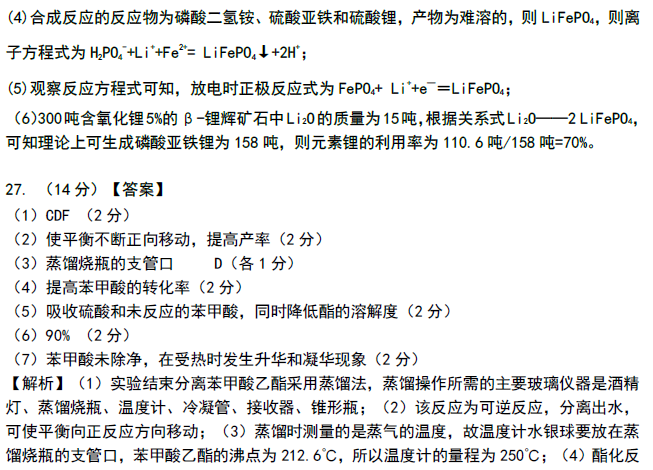 (4)合成反应的反应物为磷酸二氢铵、硫酸亚铁和硫酸锂，产物为难溶的，则 LiFePO₄，则离
子方程式为 H₂PO₄⁻+Li⁺+Fe²⁺= LiFePO₄↓+2H⁺；
(5)观察反应方程式可知，放电时正极反应式为 FePO₄+ Li⁺+e⁻＝LiFePO₄；
（6)300吨含氧化锂5%的β-锂辉矿石中Li₂O的质量为15吨,根据关系式Li₂O——2 LiFePO₄，
可知理论上可生成磷酸亚铁锂为 158 吨，则元素锂的利用率为 110.6 吨/158 吨=70%。
27. （14 分）【答案】
（1）CDF （2 分）
（2）使平衡不断正向移动，提高产率（2 分）
（3）蒸馏烧瓶的支管口 D（各 1 分）
（4）提高苯甲酸的转化率（2 分）
（5）吸收硫酸和未反应的苯甲酸，同时降低酯的溶解度（2 分）
（6）90% （2 分）
（7）苯甲酸未除净，在受热时发生升华和凝华现象（2 分）
【解析】（1）实验结束分离苯甲酸乙酯采用蒸馏法，蒸馏操作所需的主要玻璃仪器是酒精
灯、蒸馏烧瓶、温度计、冷凝管、接收器、锥形瓶；（2）该反应为可逆反应，分离出水，
可使平衡向正反应方向移动；（3）蒸馏时测量的是蒸气的温度，故温度计水银球要放在蒸
馏烧瓶的支管口，苯甲酸乙酯的沸点为 212.6℃，所以温度计的量程为 250℃；（4）酯化反